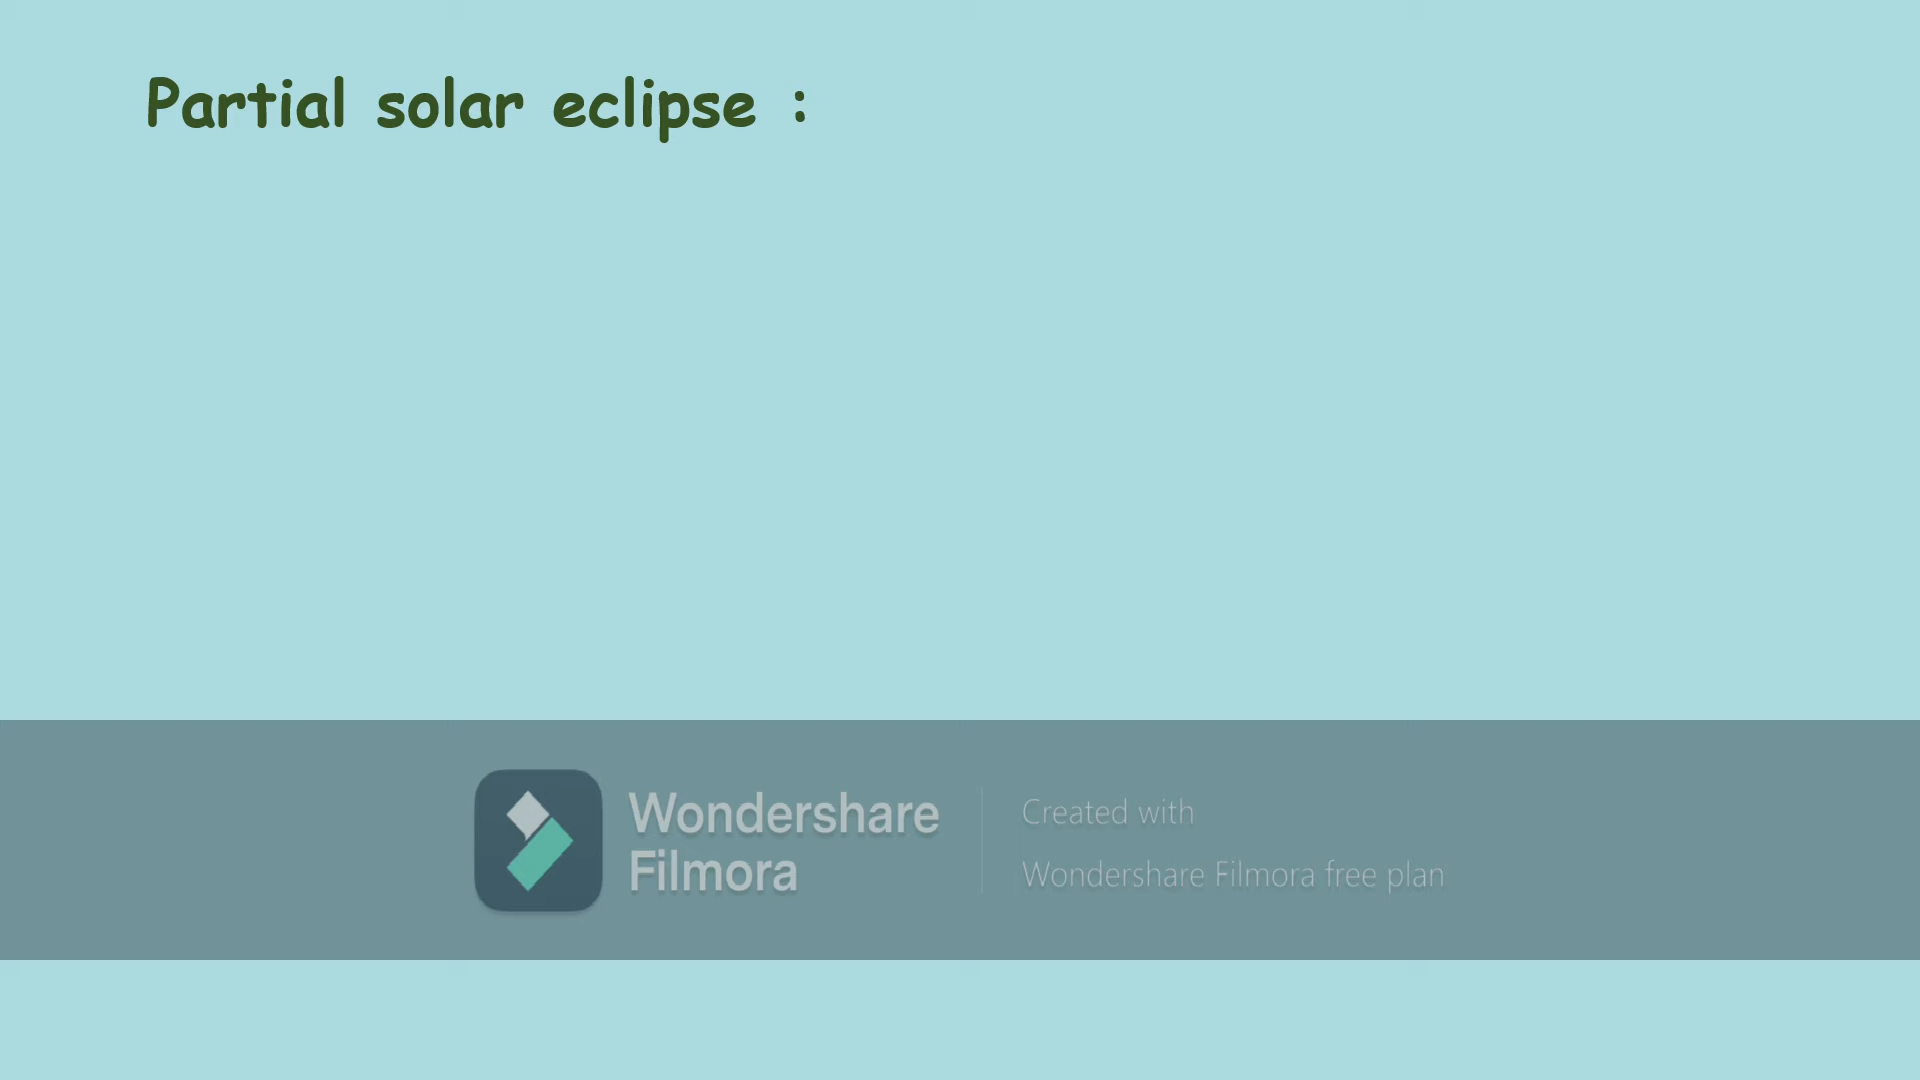 Partial solar eclipse :
Wondershare
Filmora
Created with
Wondershare Filmora free plan